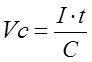 Vc = I · t / C